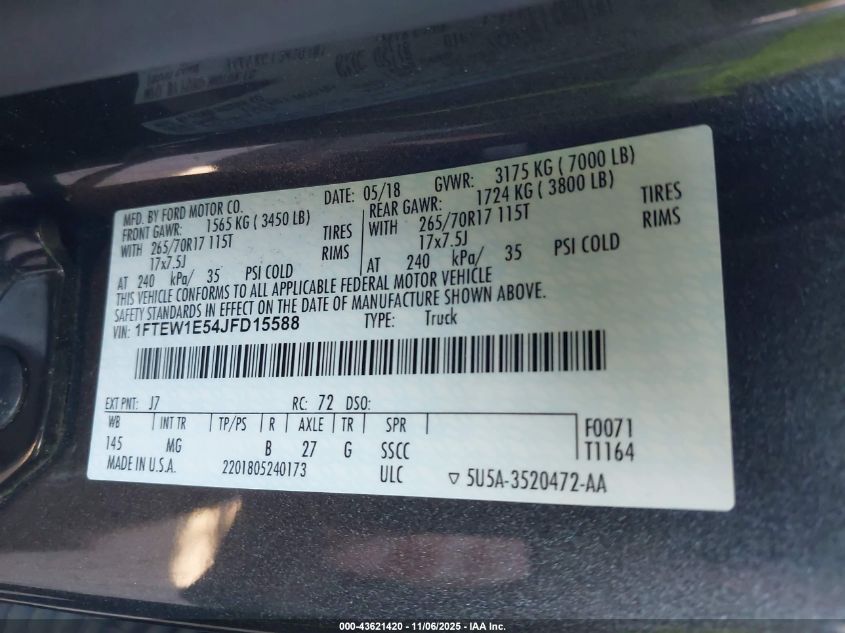 MFD. BY FORD MOTOR CO. DATE: 05/18 GVWR: 3175 KG ( 7000 LB)
FRONT GAWR: 1565 KG ( 3450 LB) REAR GAWR: 1724 KG ( 3800 LB)
WITH 265/70R17 115T TIRES WITH 265/70R17 115T TIRES
17x7.5J RIMS 17x7.5J RIMS
AT 240 kPa/ 35 PSI COLD AT 240 kPa/ 35 PSI COLD
THIS VEHICLE CONFORMS TO ALL APPLICABLE FEDERAL MOTOR VEHICLE
SAFETY STANDARDS IN EFFECT ON THE DATE OF MANUFACTURE SHOWN ABOVE.
VIN: 1FTEW1E54JFD15588 TYPE: Truck
EXT PNT: J7 RC: 72 DSO:
WB INT TR TP/PS R AXLE TR SPR F0071
145 MG B 27 G SSCC T1164
MADE IN U.S.A. 2201805240173 ULC ▽ 5U5A-3520472-AA
000-43621420 - 11/06/2025 - IAA Inc.